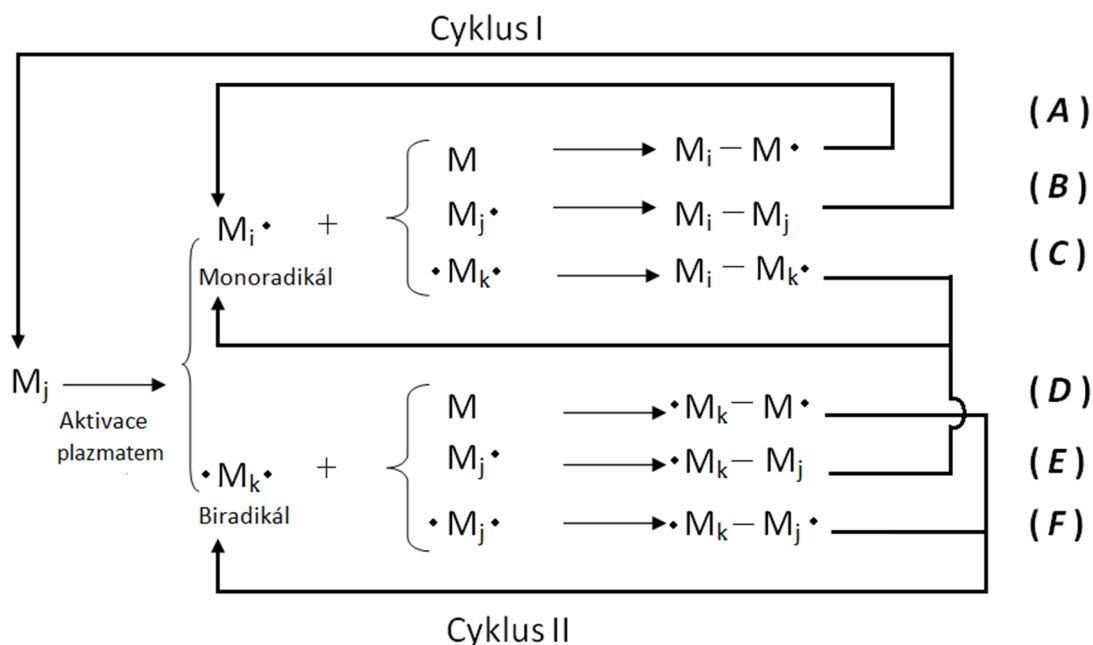 Cyklus I
( A )
M ⟶ Mᵢ – M •
( B )
Mⱼ• ⟶ Mᵢ – Mⱼ
Mᵢ• +
( C )
•Mₖ• ⟶ Mᵢ – Mₖ•
Monoradikál
Mⱼ
Aktivace
plazmatem
( D )
M ⟶ •Mₖ – M •
( E )
Mⱼ• ⟶ •Mₖ – Mⱼ
•Mₖ• +
Biradikál
( F )
•Mⱼ• ⟶ •Mₖ – Mⱼ •
Cyklus II